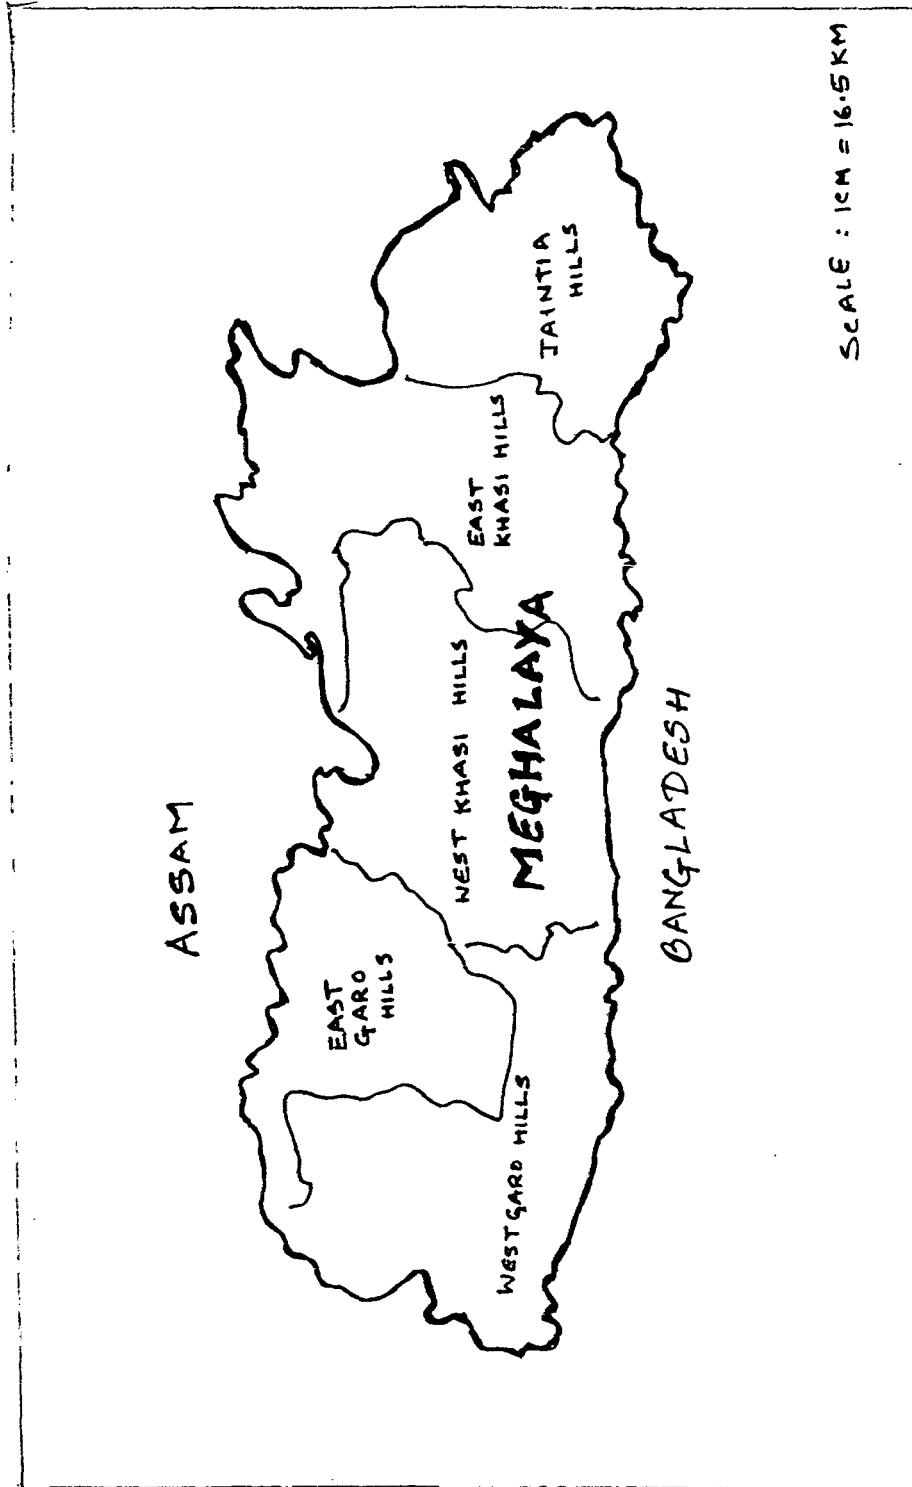 ASSAM
EAST
GARO
HILLS
WEST KHASI HILLS
EAST
KHASI HILLS
WEST GARO HILLS
MEGHALAYA
JAINTIA
HILLS
BANGLADESH
SCALE : 1CM = 16.5KM